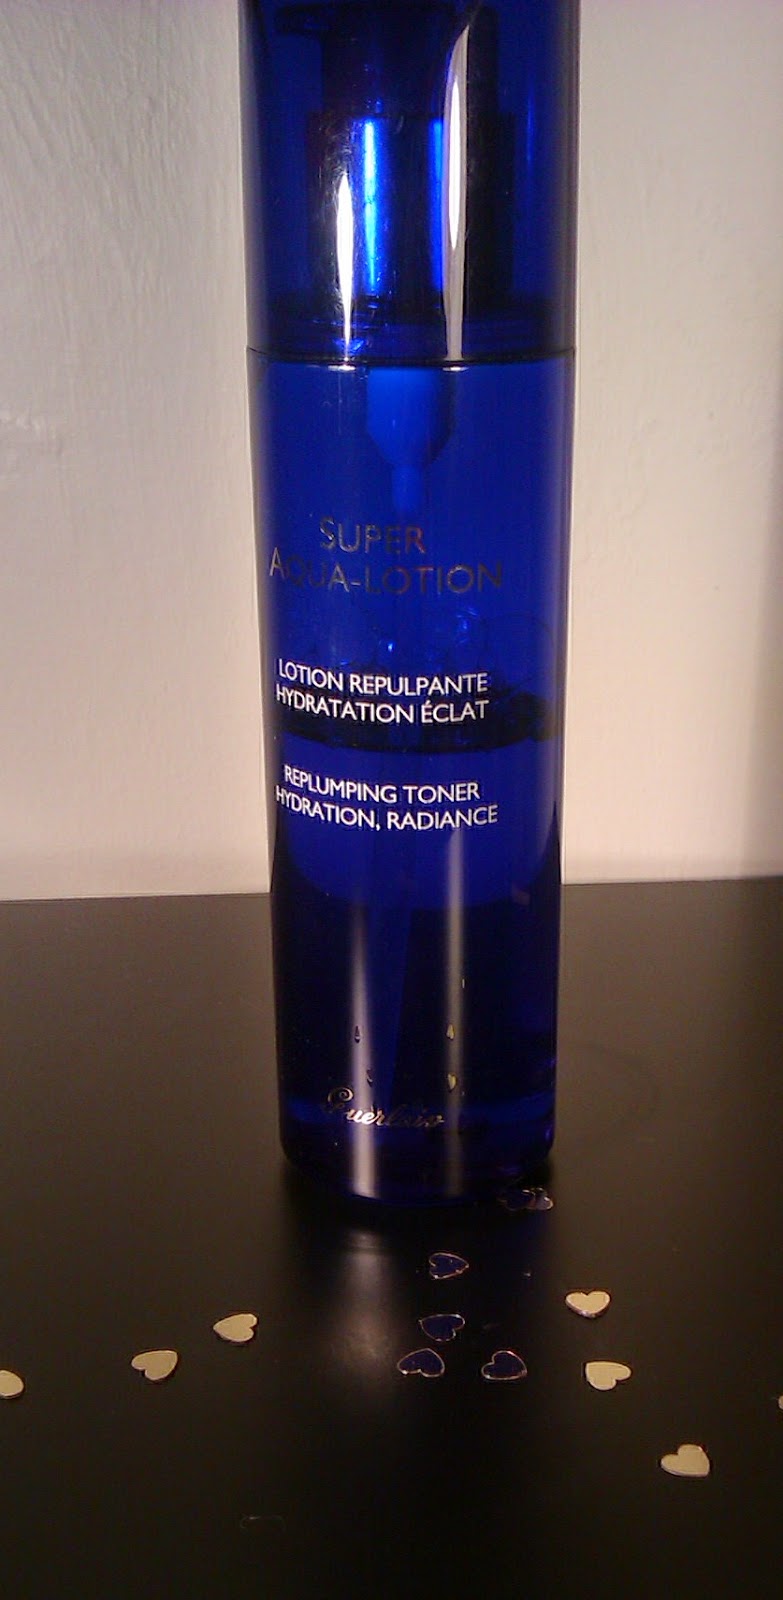 SUPER
AQUA-LOTION
LOTION REPULPANTE
HYDRATATION ÉCLAT
REPLUMPING TONER
HYDRATION, RADIANCE
Guerlain